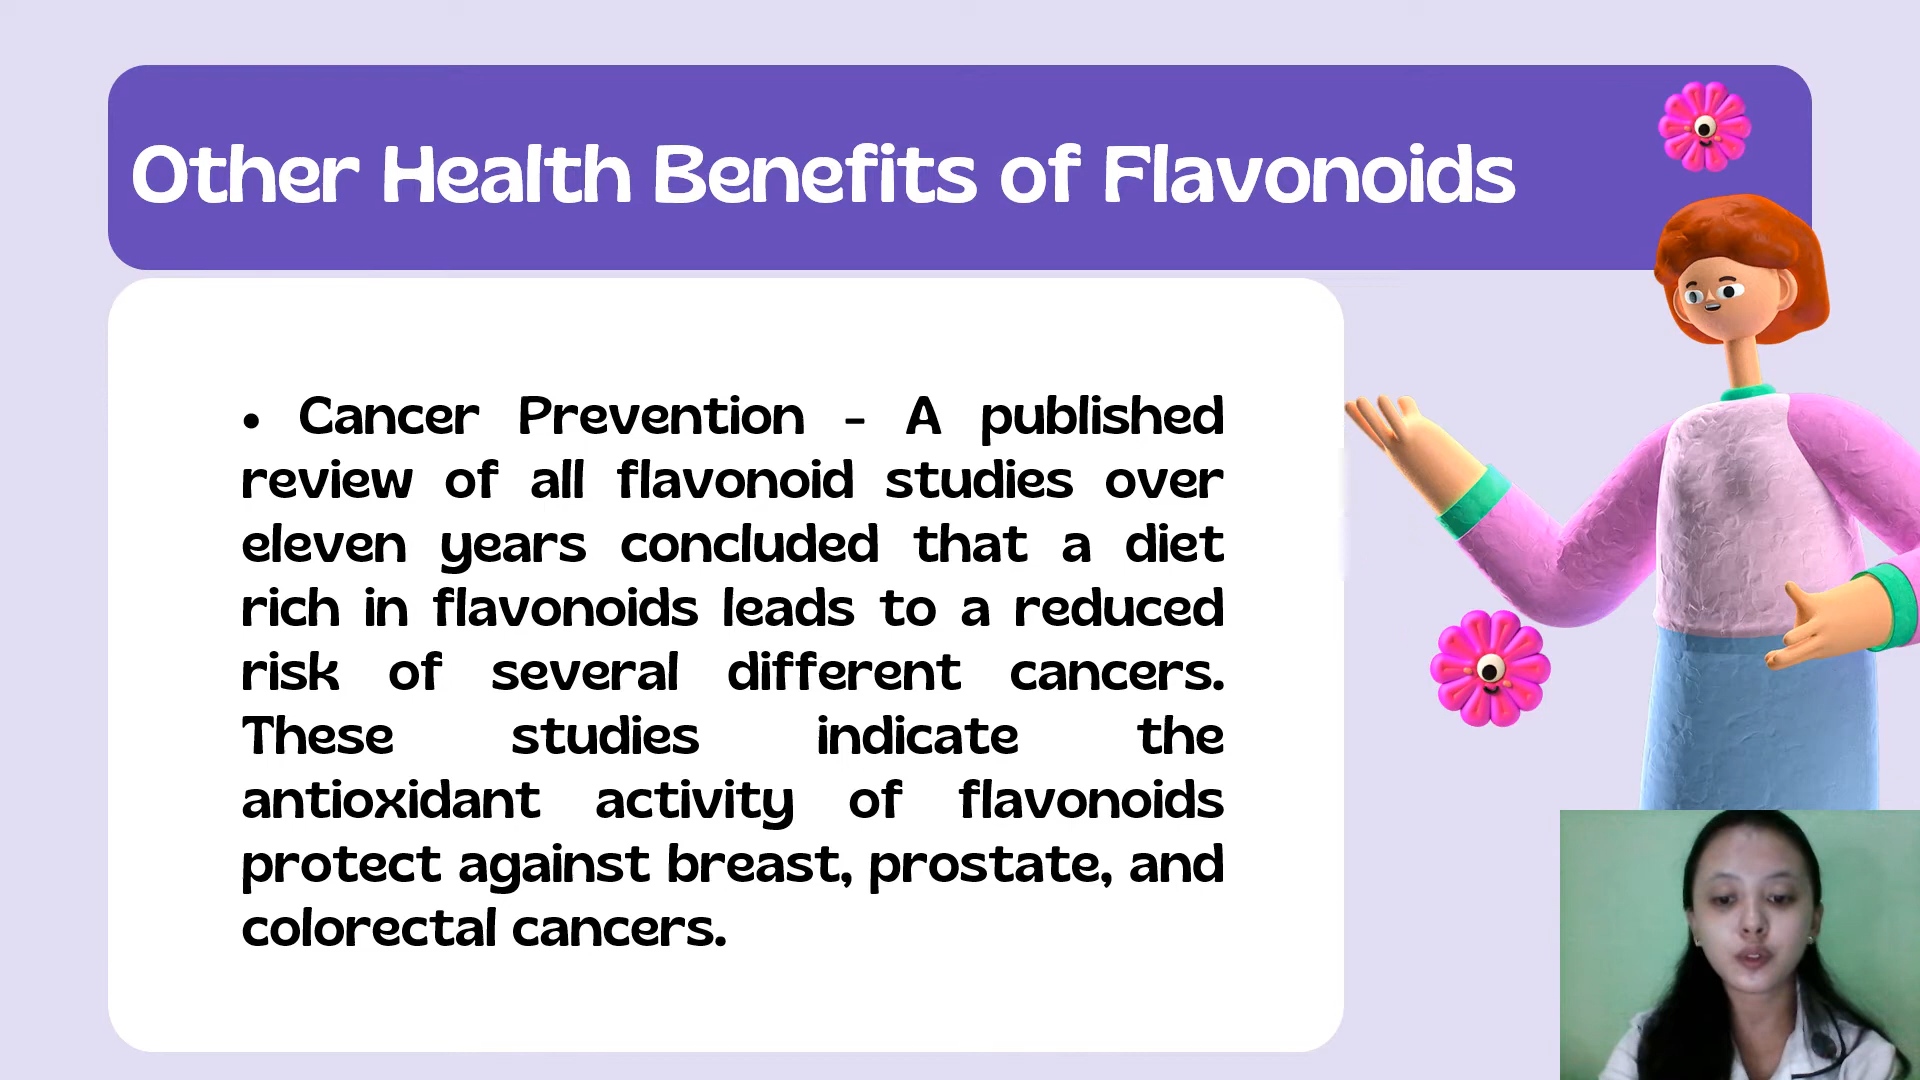 Other Health Benefits of Flavonoids
• Cancer Prevention - A published
review of all flavonoid studies over
eleven years concluded that a diet
rich in flavonoids leads to a reduced
risk of several different cancers.
These studies indicate the
antioxidant activity of flavonoids
protect against breast, prostate, and
colorectal cancers.